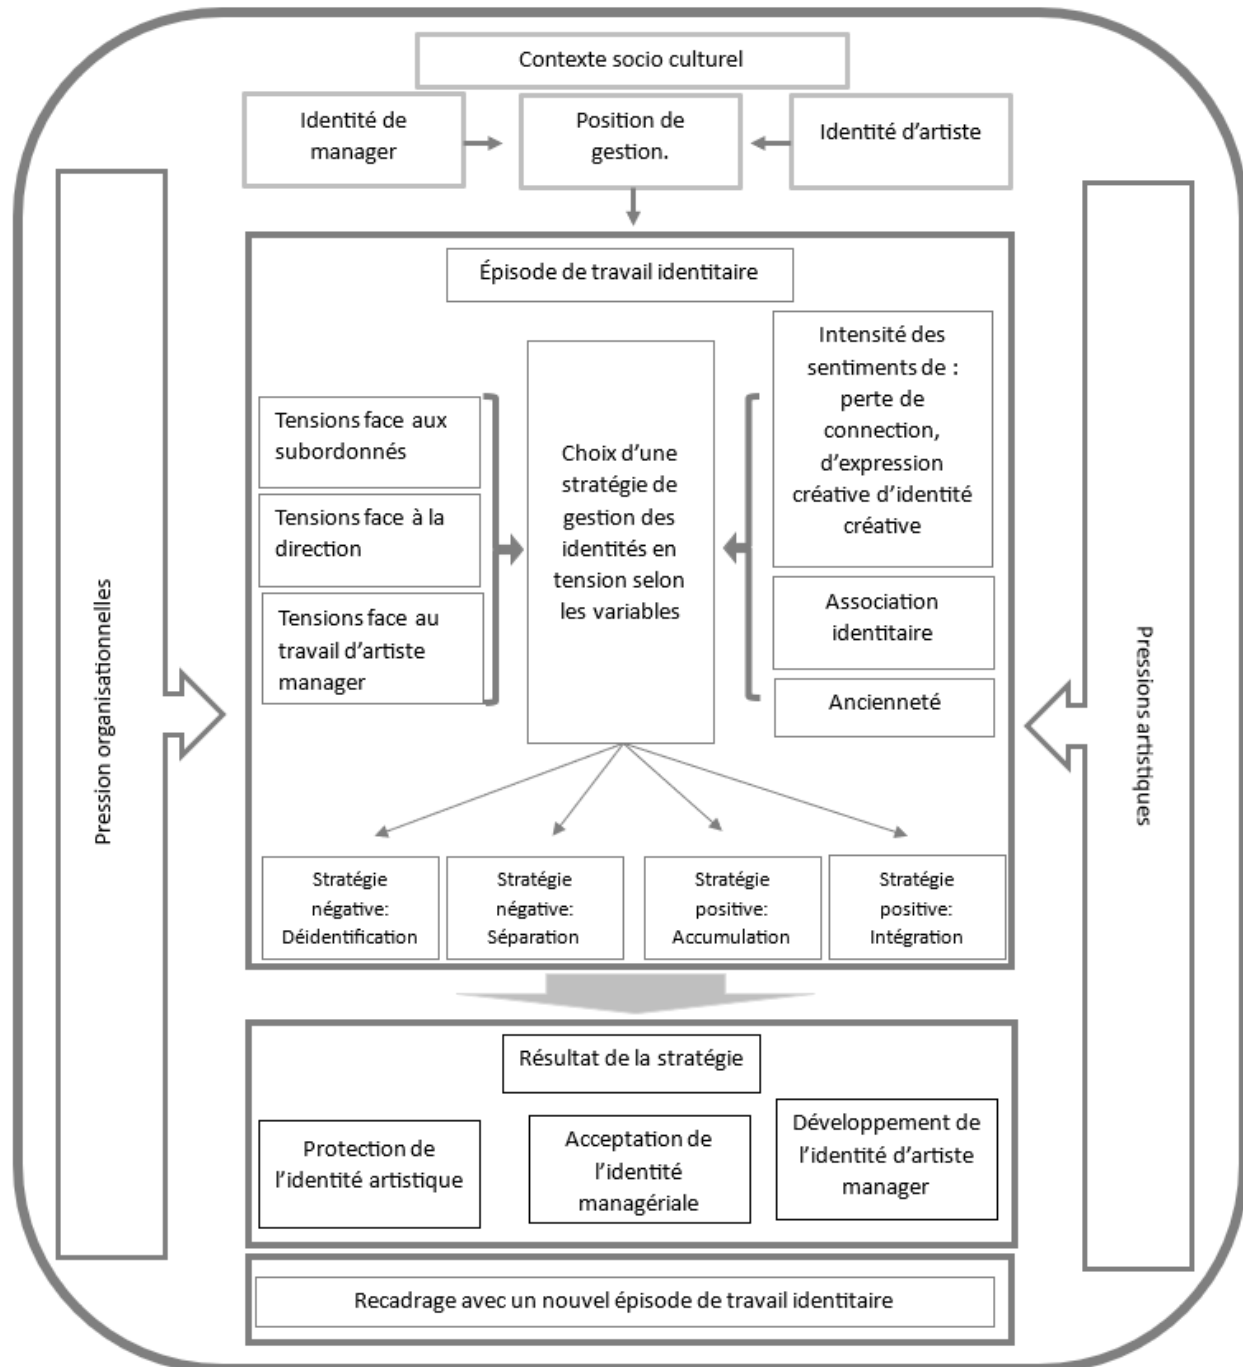 Contexte socio culturel
Identité de
manager
Position de
gestion.
Identité d'artiste
Pression organisationnelles
Épisode de travail identitaire
Tensions face aux
subordonnés
Tensions face à la
direction
Tensions face au
travail d'artiste
manager
Choix d'une
stratégie de
gestion des
identités en
tension selon
les variables
Intensité des
sentiments de :
perte de
connection,
d'expression
créative d'identité
créative
Association
identitaire
Ancienneté
Pressions artistiques
Stratégie
négative:
Déidentification
Stratégie
négative:
Séparation
Stratégie
positive:
Accumulation
Stratégie
positive:
Intégration
Résultat de la stratégie
Protection de
l'identité artistique
Acceptation de
l'identité
managériale
Développement de
l'identité d'artiste
manager
Recadrage avec un nouvel épisode de travail identitaire